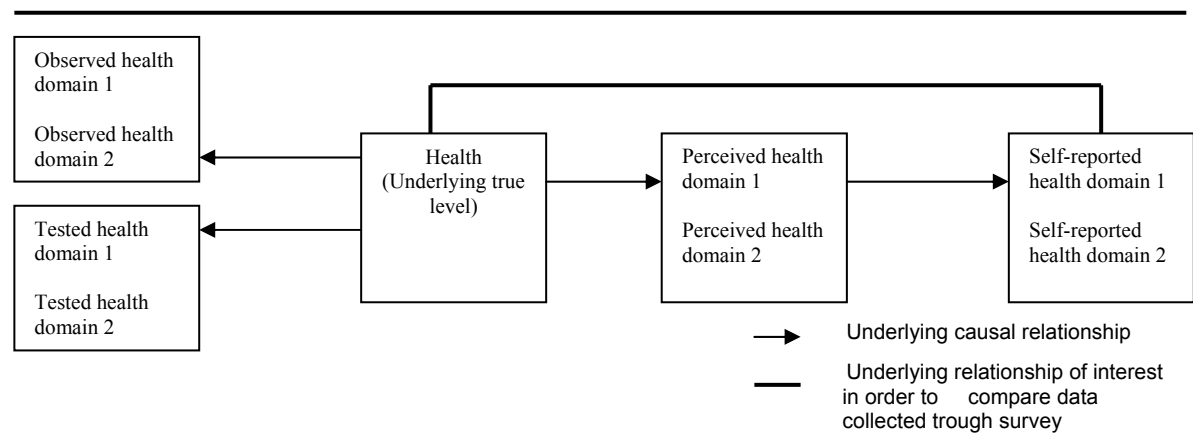 Observed health
domain 1
Observed health
domain 2
Tested health
domain 1
Tested health
domain 2
Health
(Underlying true
level)
Perceived health
domain 1
Perceived health
domain 2
Self-reported
health domain 1
Self-reported
health domain 2
Underlying causal relationship
Underlying relationship of interest
in order to compare data
collected trough survey